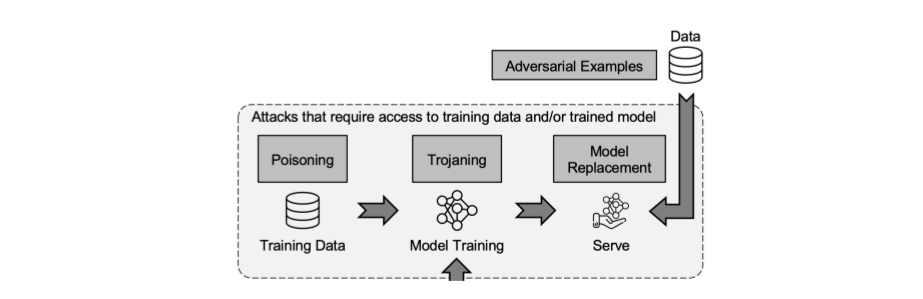 Data
Adversarial Examples
Attacks that require access to training data and/or trained model
Poisoning
Trojaning
Model
Replacement
Training Data
Model Training
Serve